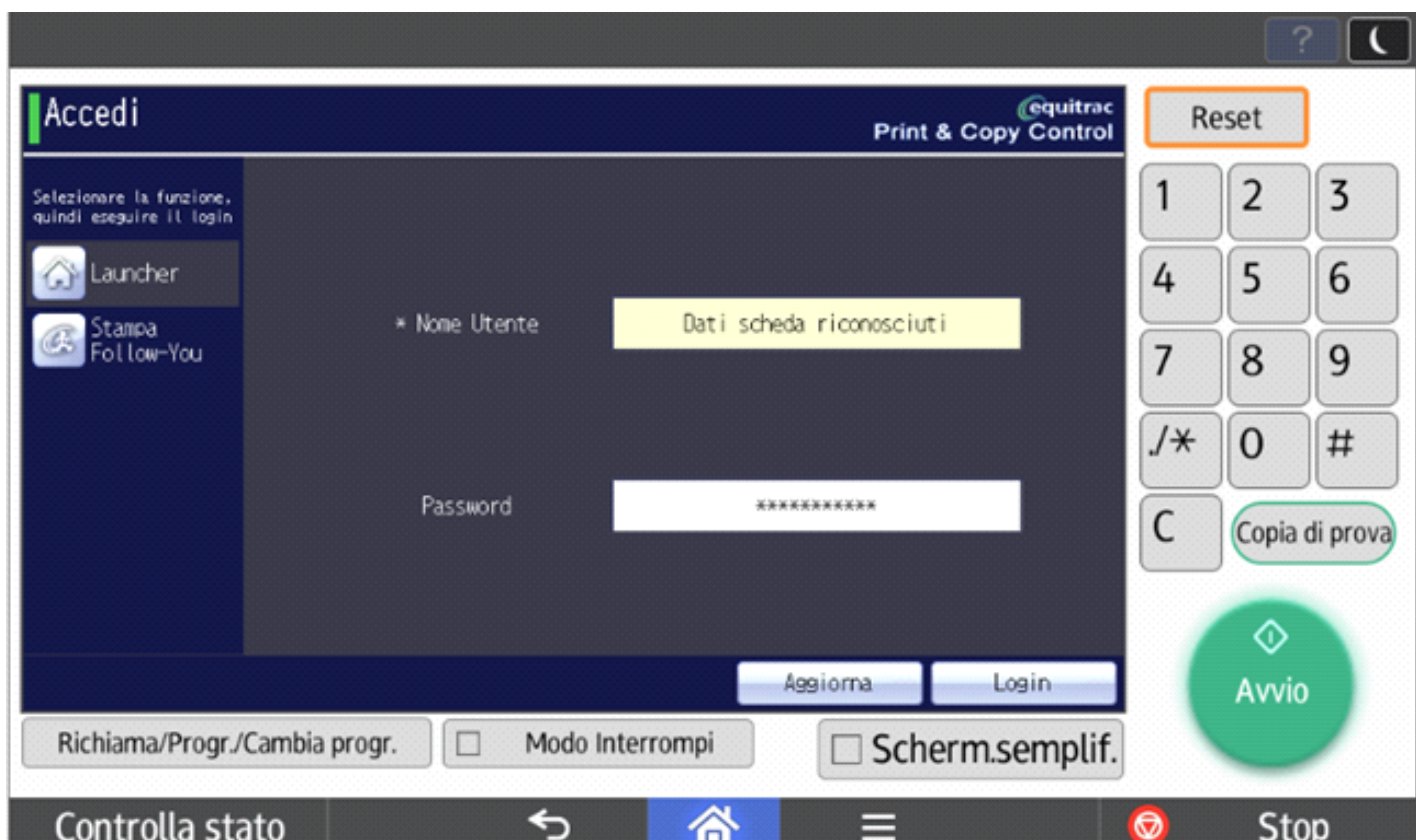 ?
Accedi
equitrac
Print & Copy Control
Selezionare la funzione,
quindi eseguire il login
Launcher
Stampa
Follow-You
* Nome Utente
Dati scheda riconosciuti
Password
***********
Aggiorna
Login
Richiama/Progr./Cambia progr.
Modo Interrompi
Scherm.semplif.
Reset
1 2 3
4 5 6
7 8 9
./* 0 #
C
Copia di prova
Avvio
Controlla stato
Stop